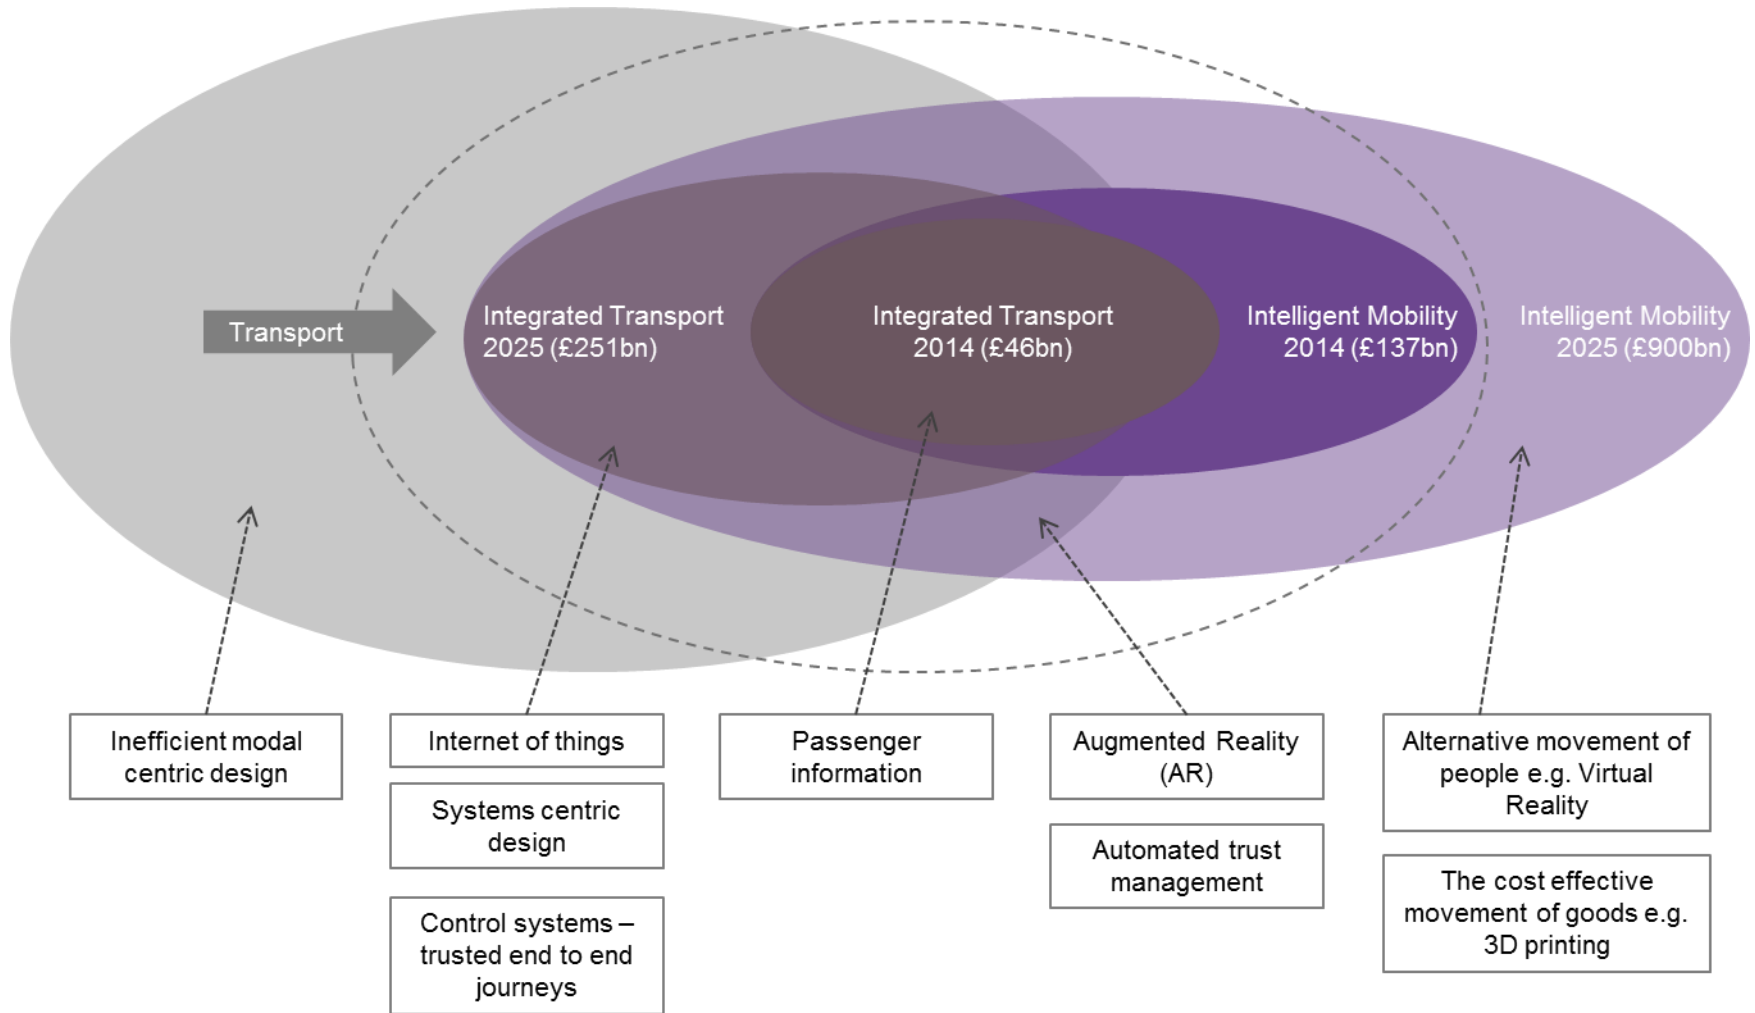 Transport
Integrated Transport
2025 (£251bn)
Integrated Transport
2014 (£46bn)
Intelligent Mobility
2014 (£137bn)
Intelligent Mobility
2025 (£900bn)
Inefficient modal
centric design
Internet of things
Systems centric
design
Control systems –
trusted end to end
journeys
Passenger
information
Augmented Reality
(AR)
Automated trust
management
Alternative movement of
people e.g. Virtual
Reality
The cost effective
movement of goods e.g.
3D printing